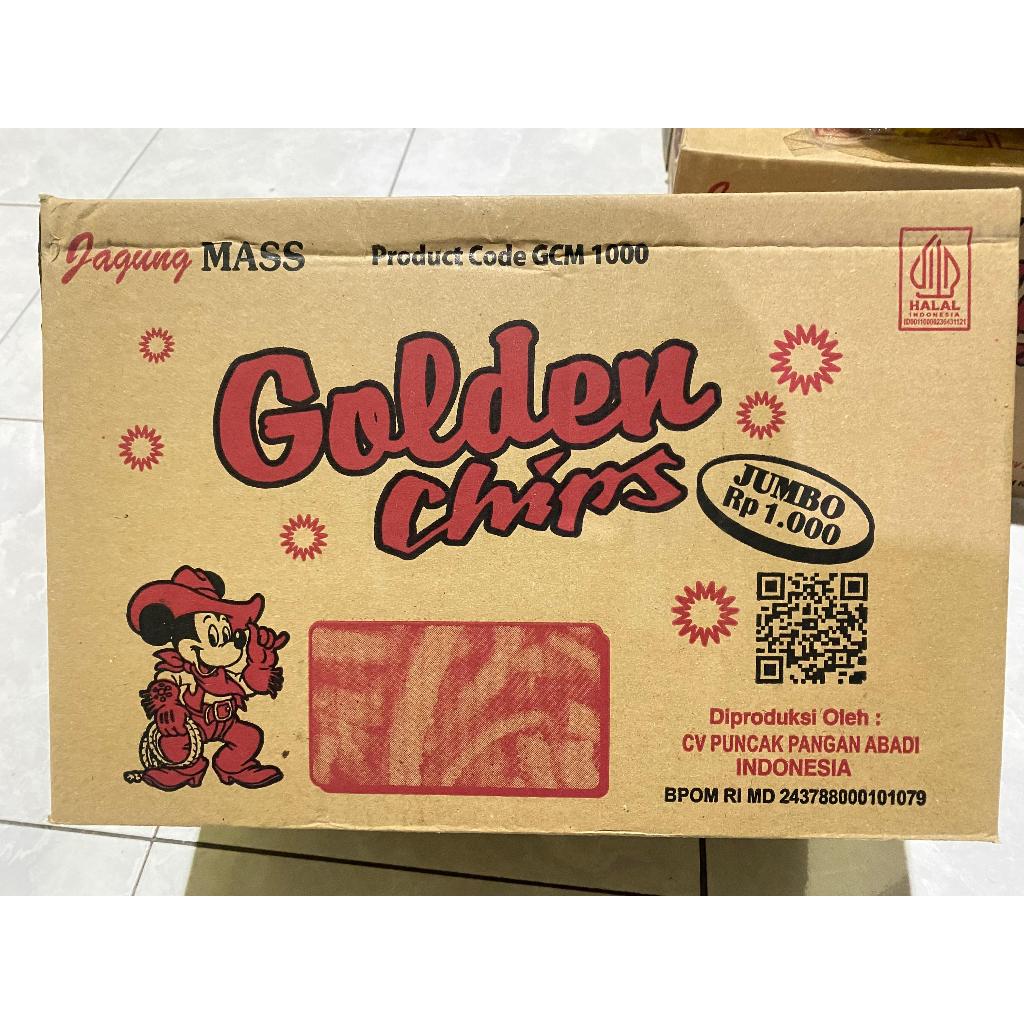 Jagung MASS
Product Code GCM 1000
HALAL
INDONESIA
ID00110000236431121
Golden
Chips
JUMBO
Rp 1.000
Diproduksi Oleh :
CV PUNCAK PANGAN ABADI
INDONESIA
BPOM RI MD 243788000101079